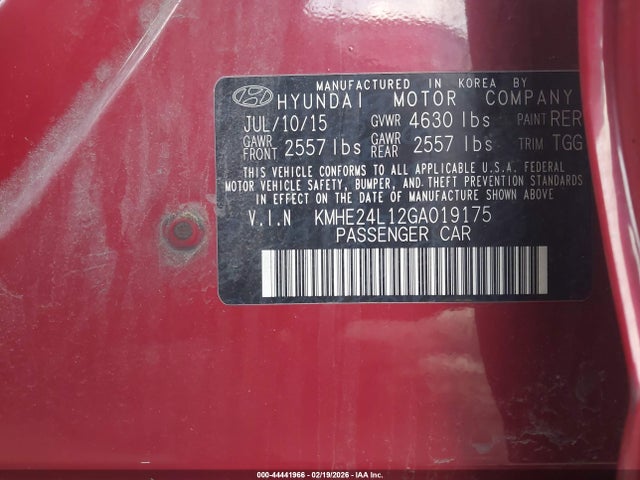 MANUFACTURED IN KOREA BY
HYUNDAI MOTOR COMPANY
JUL/10/15 GVWR 4630 lbs PAINT RER
GAWR FRONT 2557 lbs GAWR REAR 2557 lbs TRIM TGG
THIS VEHICLE CONFORMS TO ALL APPLICABLE U.S.A. FEDERAL
MOTOR VEHICLE SAFETY, BUMPER, AND THEFT PREVENTION STANDARDS
IN EFFECT ON THE DATE OF MANUFACTURE SHOWN ABOVE
V.I.N KMHE24L12GA019175
PASSENGER CAR
000-44441966 - 02/19/2026 - IAA Inc.